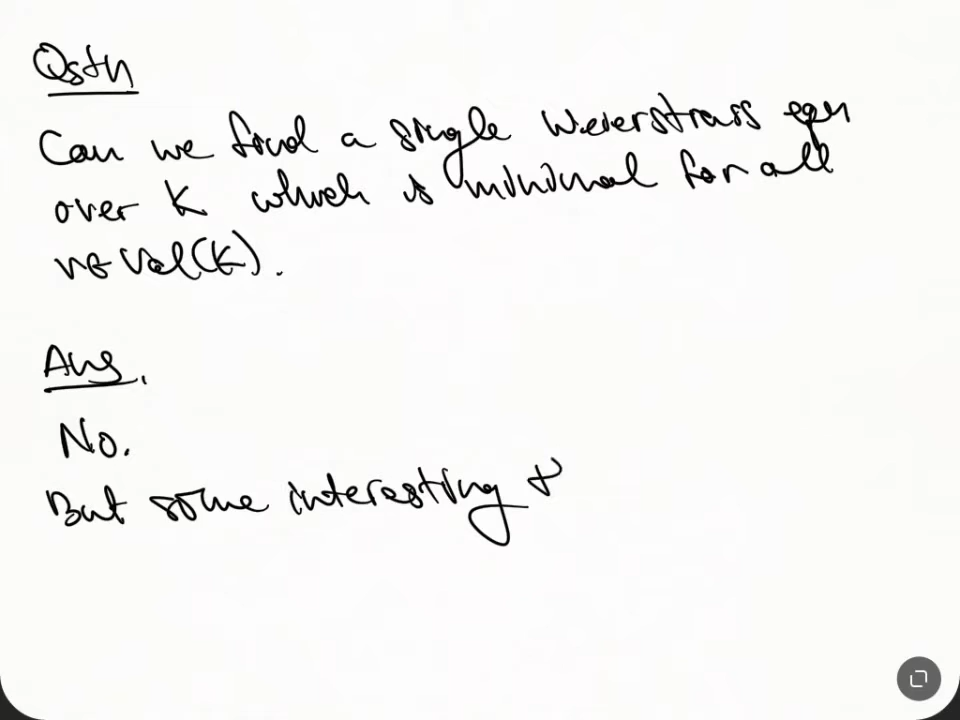 Qstn
Can we find a single Weierstrass eqn
over K which is minimal for all
v∈Val(K).
Ans.
No.
But some interesting